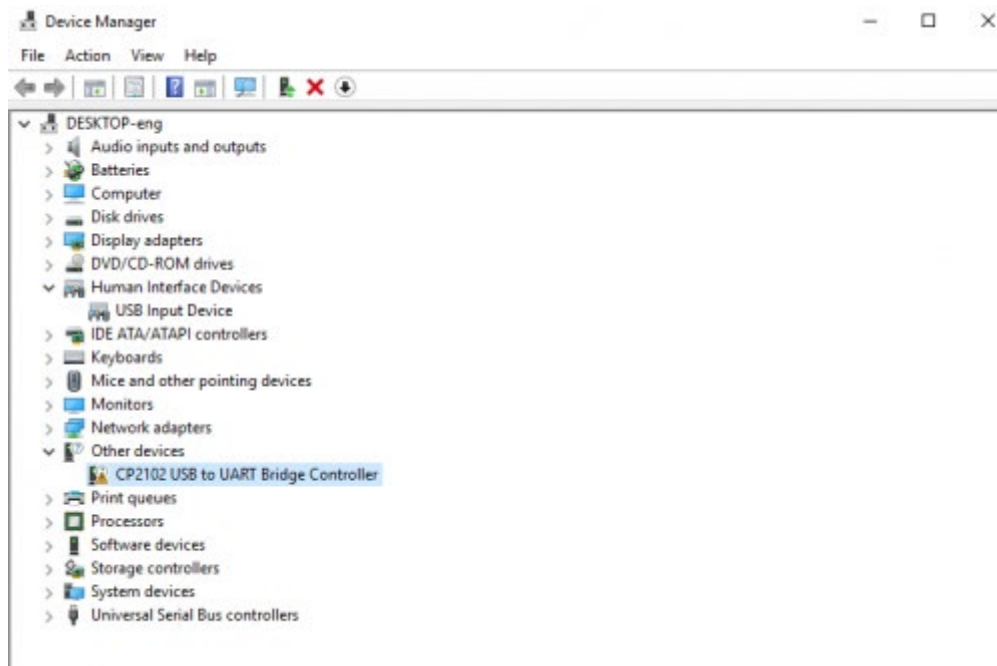 Device Manager
File Action View Help
DESKTOP-eng
Audio inputs and outputs
Batteries
Computer
Disk drives
Display adapters
DVD/CD-ROM drives
Human Interface Devices
USB Input Device
IDE ATA/ATAPI controllers
Keyboards
Mice and other pointing devices
Monitors
Network adapters
Other devices
CP2102 USB to UART Bridge Controller
Print queues
Processors
Software devices
Storage controllers
System devices
Universal Serial Bus controllers